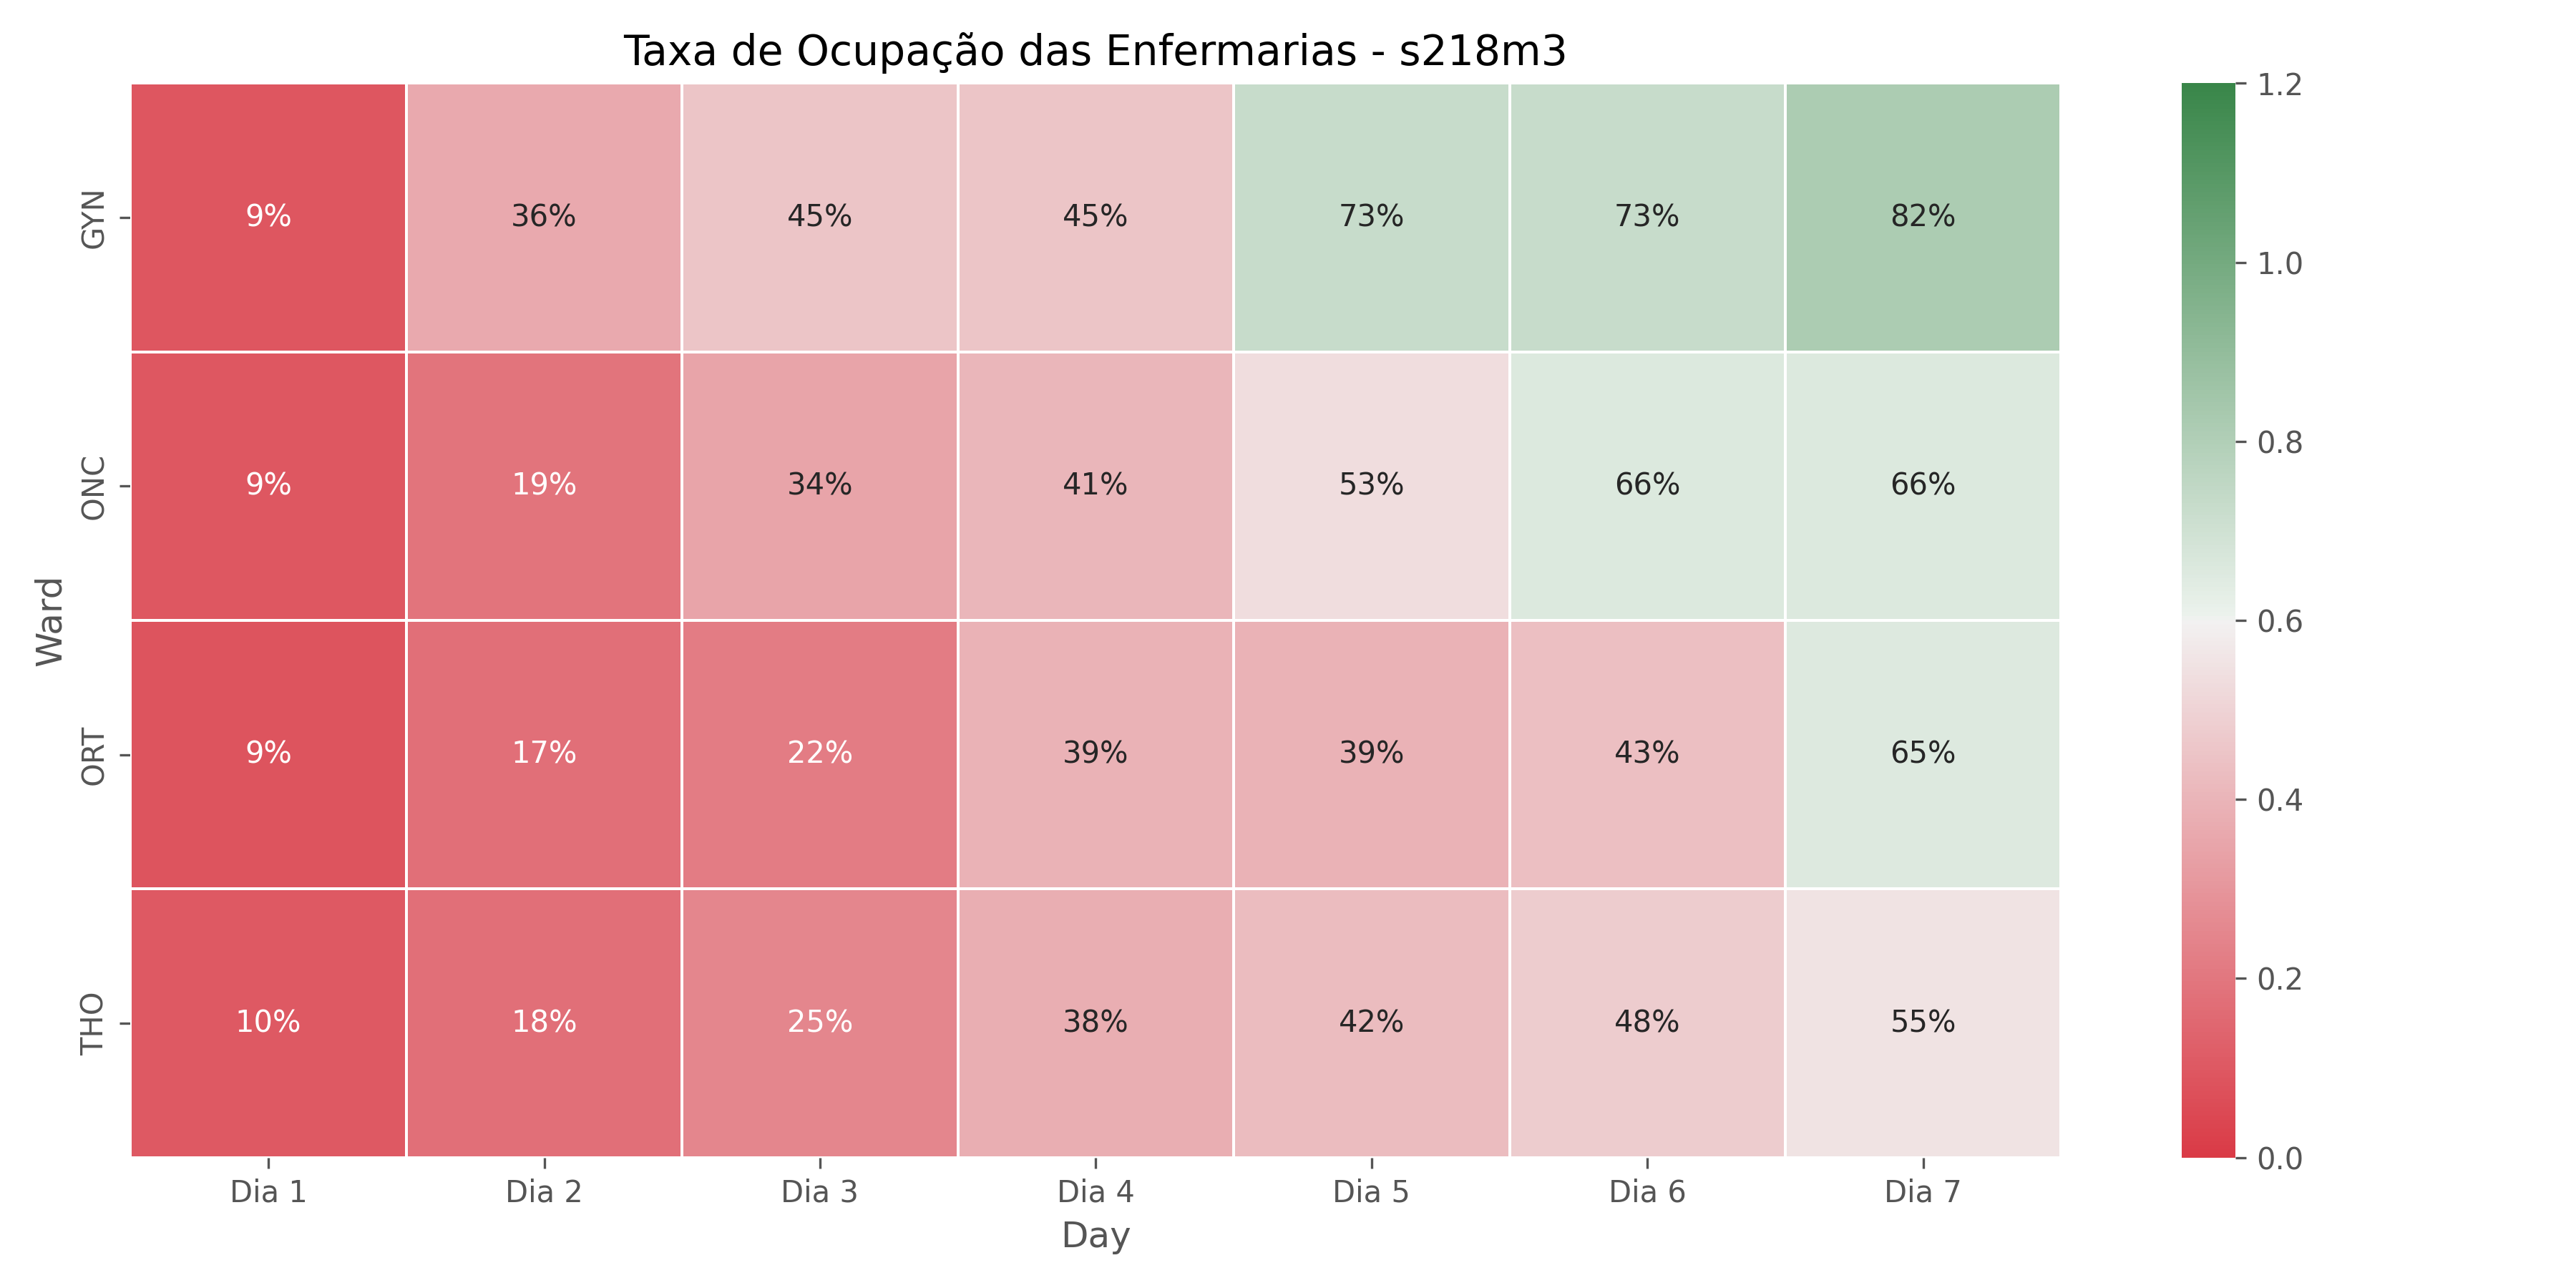 Taxa de Ocupação das Enfermarias - s218m3
Ward
GYN
9% 36% 45% 45% 73% 73% 82%
ONC
9% 19% 34% 41% 53% 66% 66%
ORT
9% 17% 22% 39% 39% 43% 65%
THO
10% 18% 25% 38% 42% 48% 55%
Dia 1 Dia 2 Dia 3 Dia 4 Dia 5 Dia 6 Dia 7
Day
1.2
1.0
0.8
0.6
0.4
0.2
0.0